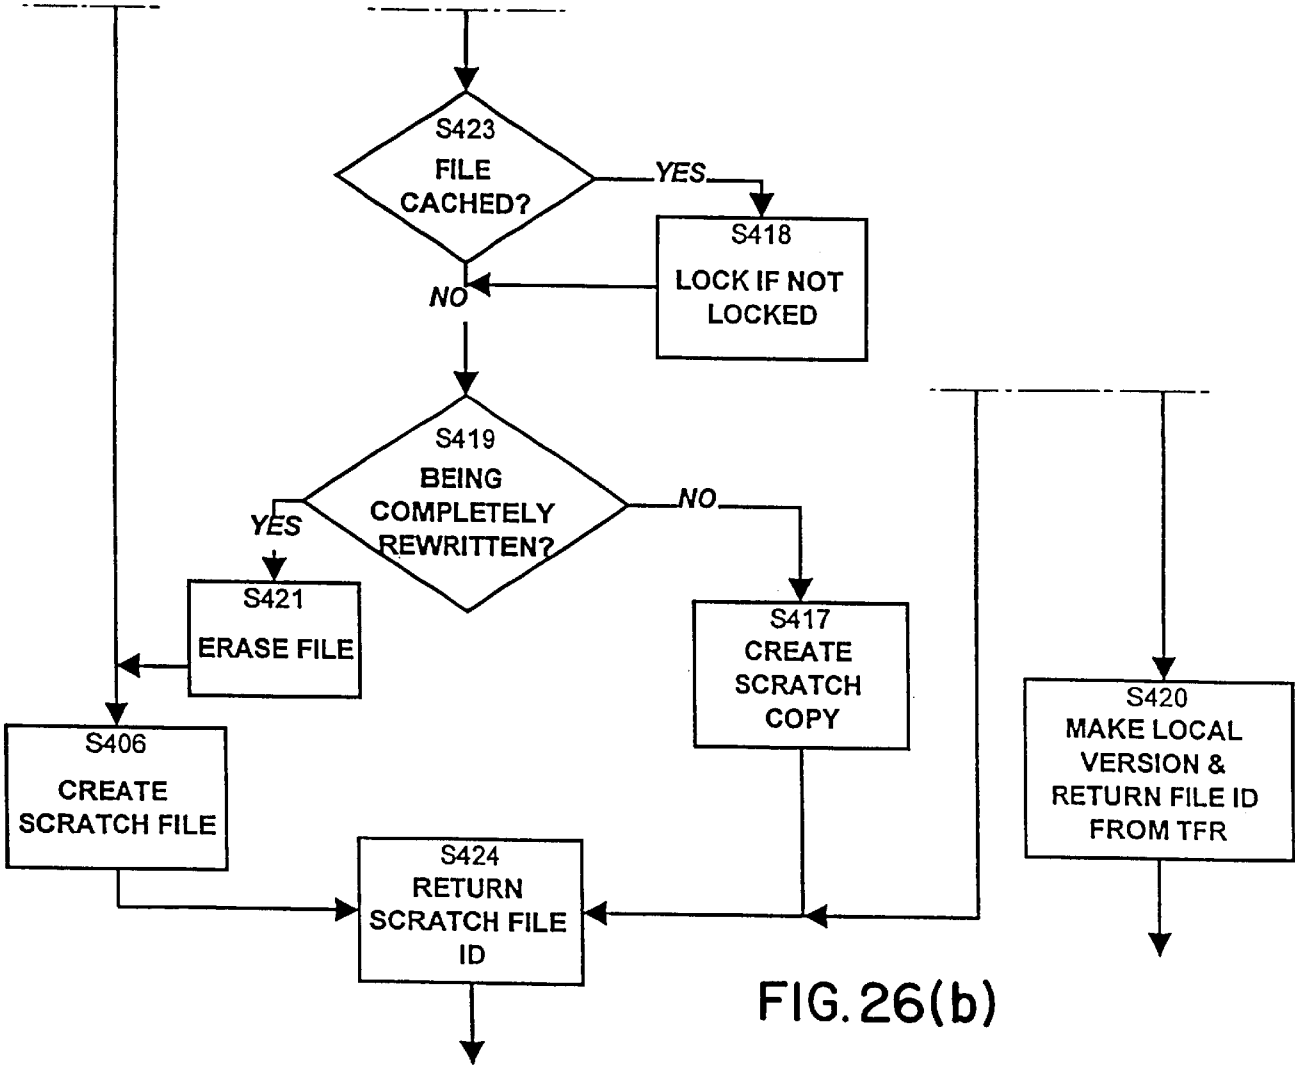 S423
FILE
CACHED?
YES
S418
LOCK IF NOT
LOCKED
NO
S419
BEING
COMPLETELY
REWRITTEN?
YES
NO
S421
ERASE FILE
S417
CREATE
SCRATCH
COPY
S420
MAKE LOCAL
VERSION &
RETURN FILE ID
FROM TFR
S406
CREATE
SCRATCH FILE
S424
RETURN
SCRATCH FILE
ID
FIG. 26(b)